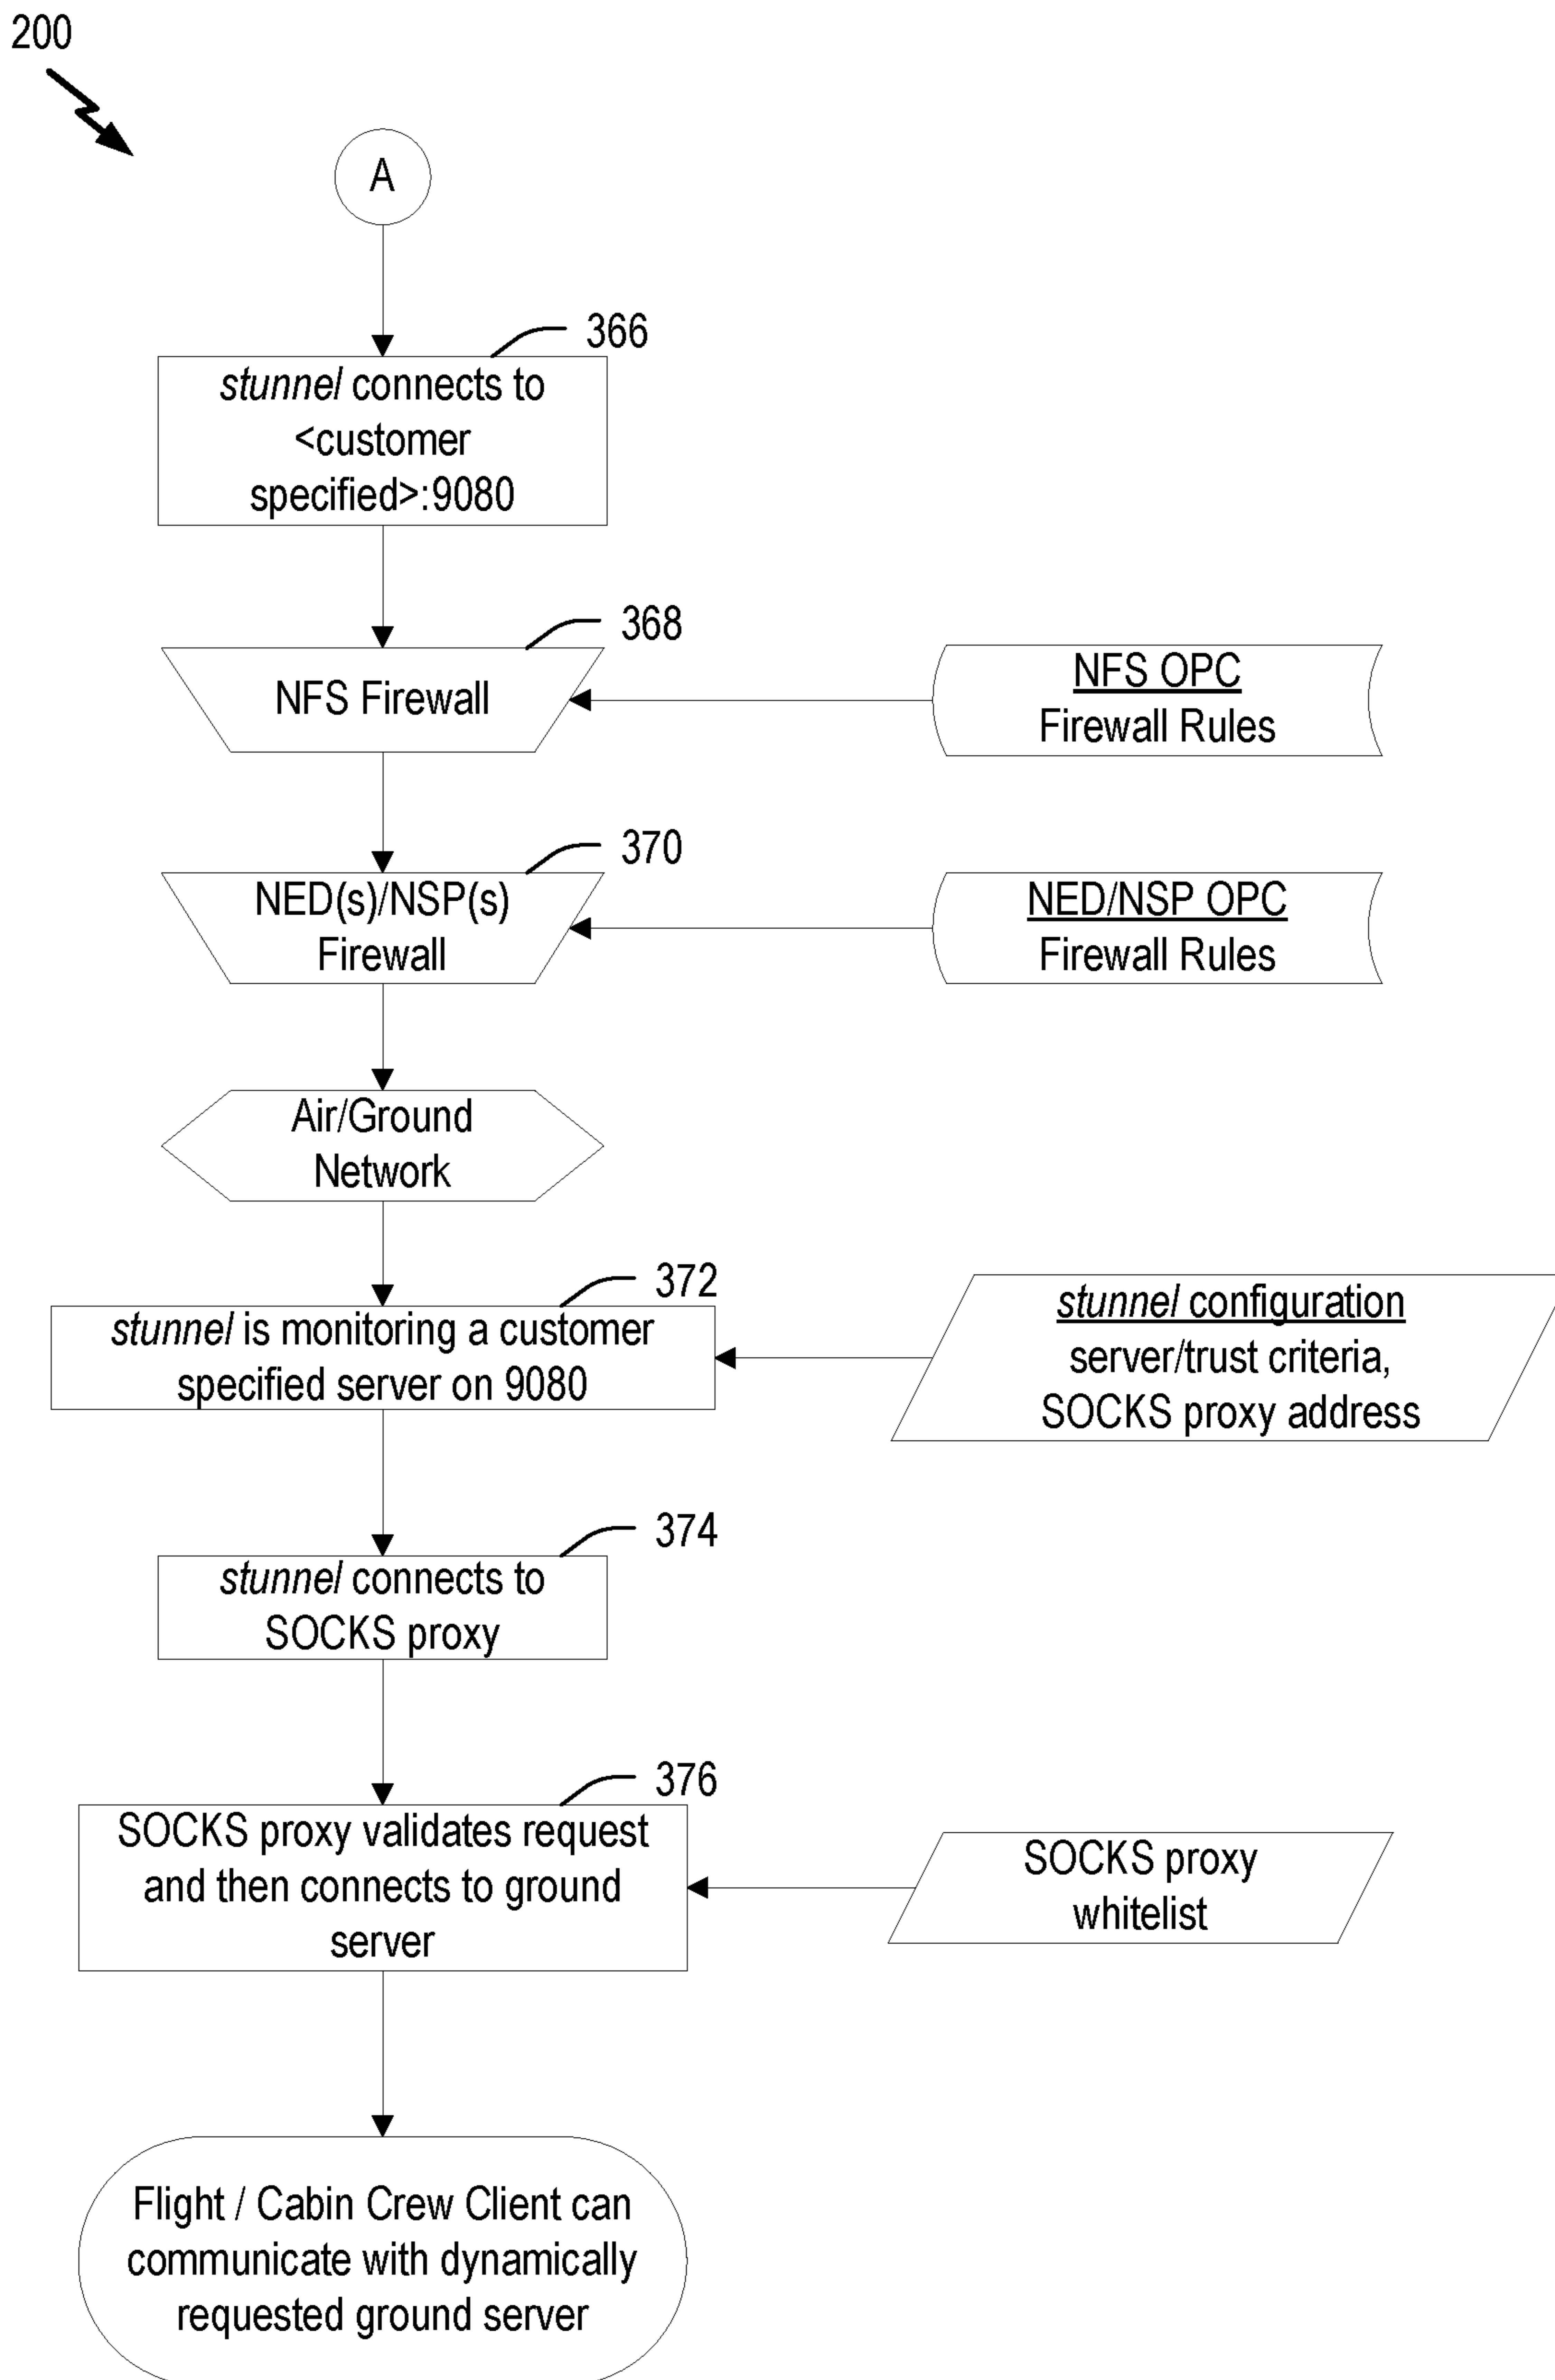 200
A
366
stunnel connects to
<customer
specified>:9080
368
NFS Firewall
NFS OPC
Firewall Rules
370
NED(s)/NSP(s)
Firewall
NED/NSP OPC
Firewall Rules
Air/Ground
Network
372
stunnel is monitoring a customer
specified server on 9080
stunnel configuration
server/trust criteria,
SOCKS proxy address
374
stunnel connects to
SOCKS proxy
376
SOCKS proxy validates request
and then connects to ground
server
SOCKS proxy
whitelist
Flight / Cabin Crew Client can
communicate with dynamically
requested ground server